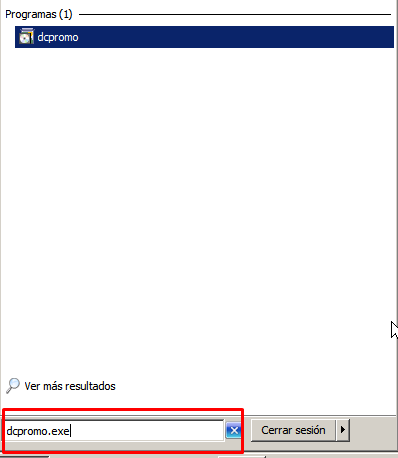 Programas (1)
dcpromo
Ver más resultados
dcpromo.exe
Cerrar sesión